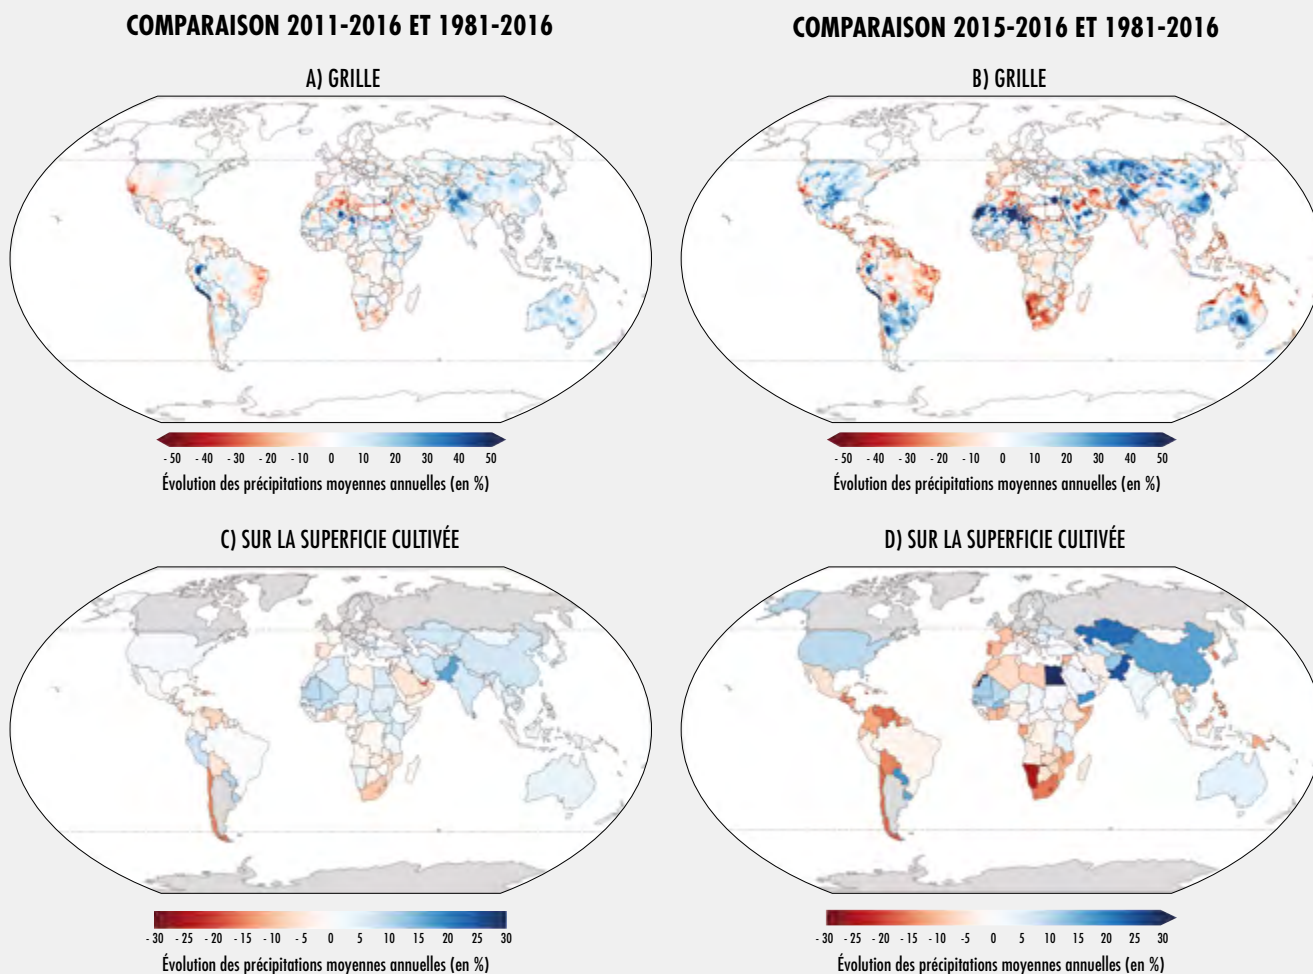 COMPARAISON 2011-2016 ET 1981-2016
COMPARAISON 2015-2016 ET 1981-2016
A) GRILLE
B) GRILLE
- 50 - 40 - 30 - 20 - 10 0 10 20 30 40 50
Évolution des précipitations moyennes annuelles (en %)
- 50 - 40 - 30 - 20 - 10 0 10 20 30 40 50
Évolution des précipitations moyennes annuelles (en %)
C) SUR LA SUPERFICIE CULTIVÉE
D) SUR LA SUPERFICIE CULTIVÉE
- 30 - 25 - 20 - 15 - 10 - 5 0 5 10 15 20 25 30
Évolution des précipitations moyennes annuelles (en %)
- 30 - 25 - 20 - 15 - 10 - 5 0 5 10 15 20 25 30
Évolution des précipitations moyennes annuelles (en %)